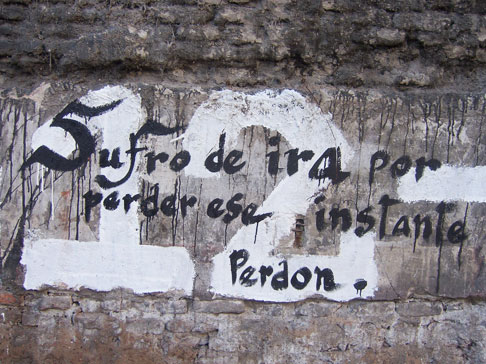 12-
Sufro de ira por
perder ese instante
Perdon.